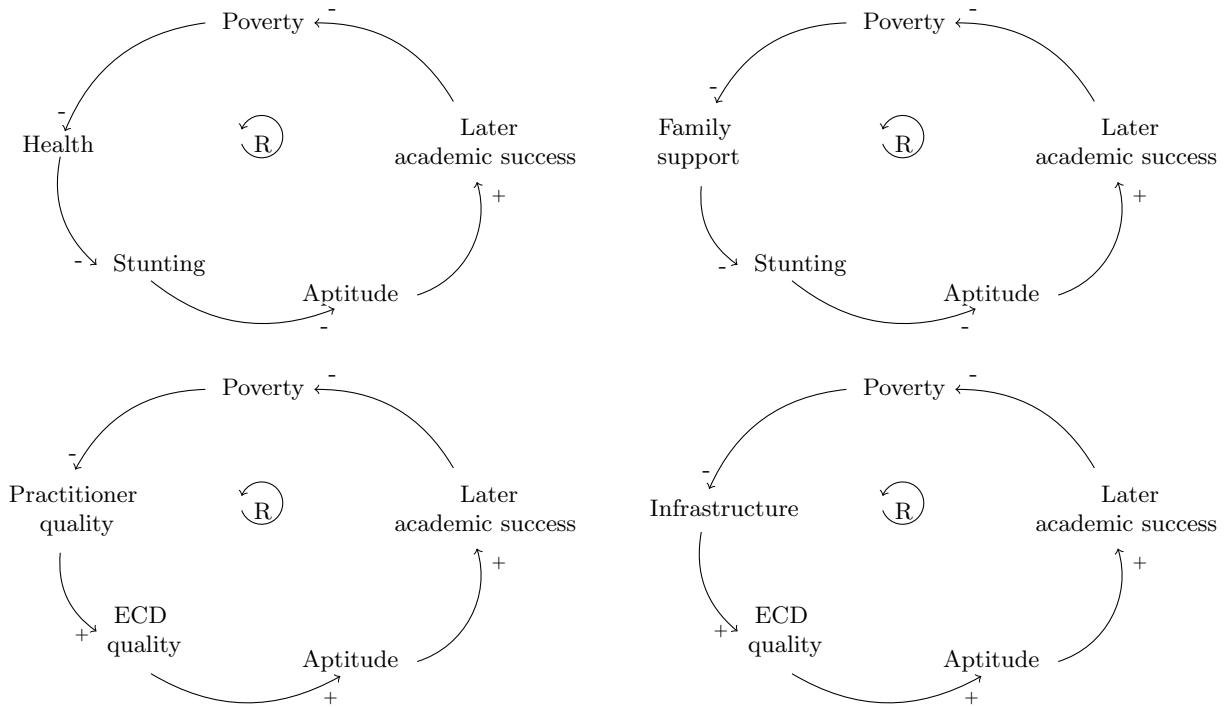 Poverty
-
-
Health
R
Later
academic success
+
-
Stunting
Aptitude
-
Poverty
-
-
Family
support
R
Later
academic success
+
-
Stunting
Aptitude
-
Poverty
-
-
Practitioner
quality
R
Later
academic success
+
+
ECD
quality
Aptitude
+
Poverty
-
-
Infrastructure
R
Later
academic success
+
+
ECD
quality
Aptitude
+